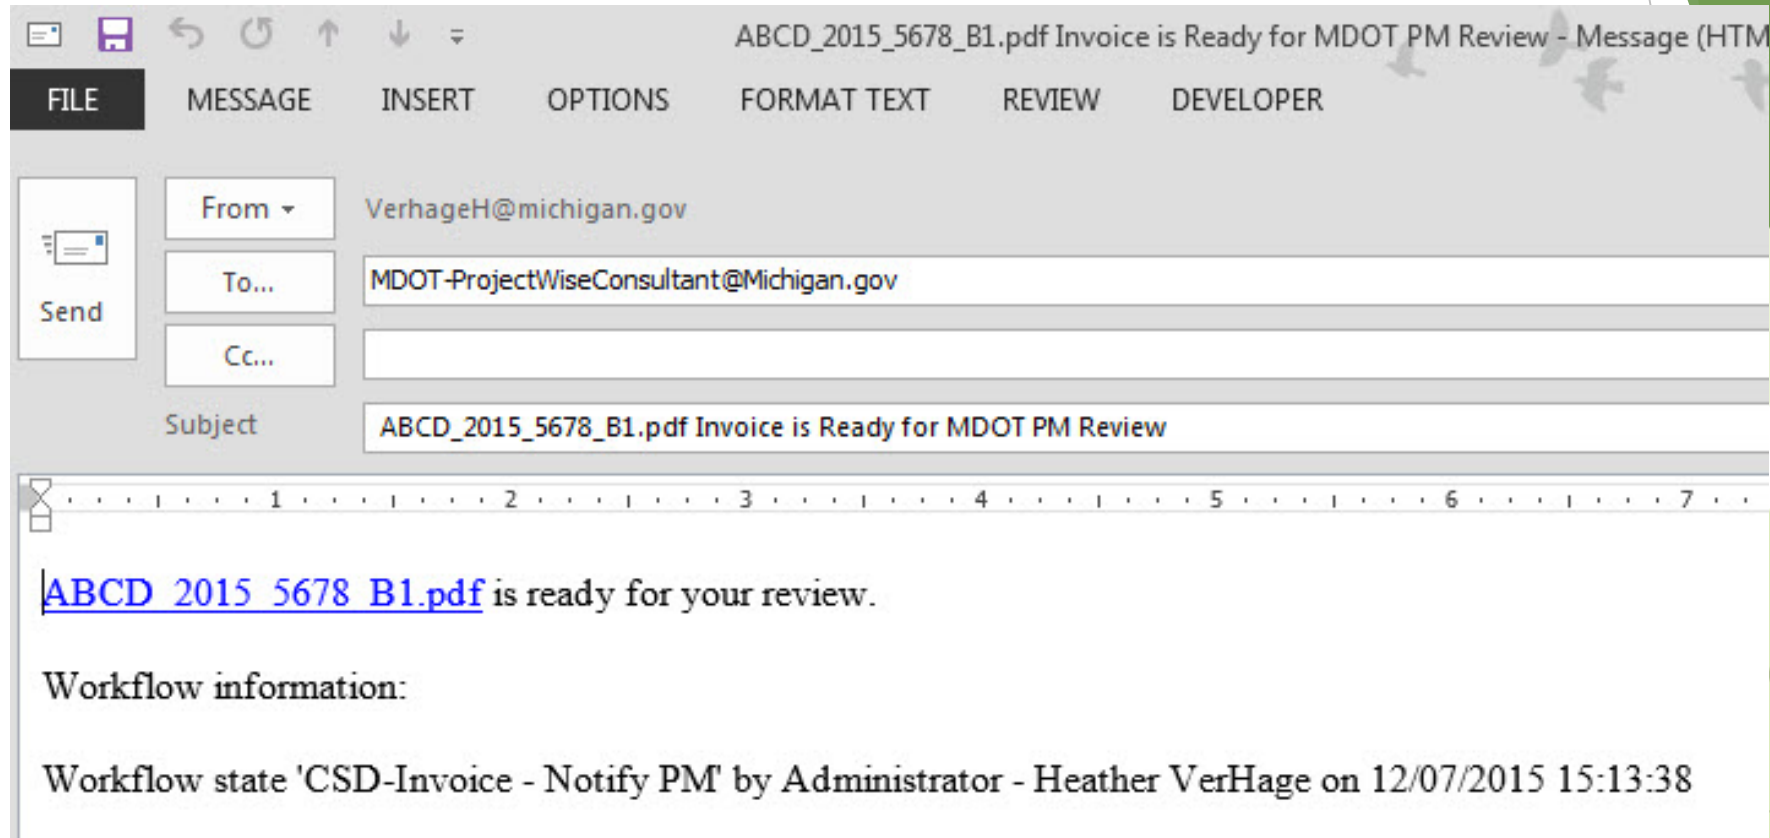 ABCD_2015_5678_B1.pdf Invoice is Ready for MDOT PM Review - Message (HTM
FILE MESSAGE INSERT OPTIONS FORMAT TEXT REVIEW DEVELOPER
From VerhageH@michigan.gov
To... MDOT-ProjectWiseConsultant@Michigan.gov
Send
Cc...
Subject ABCD_2015_5678_B1.pdf Invoice is Ready for MDOT PM Review
1 2 3 4 5 6 7
ABCD_2015_5678_B1.pdf is ready for your review.
Workflow information:
Workflow state 'CSD-Invoice - Notify PM' by Administrator - Heather VerHage on 12/07/2015 15:13:38